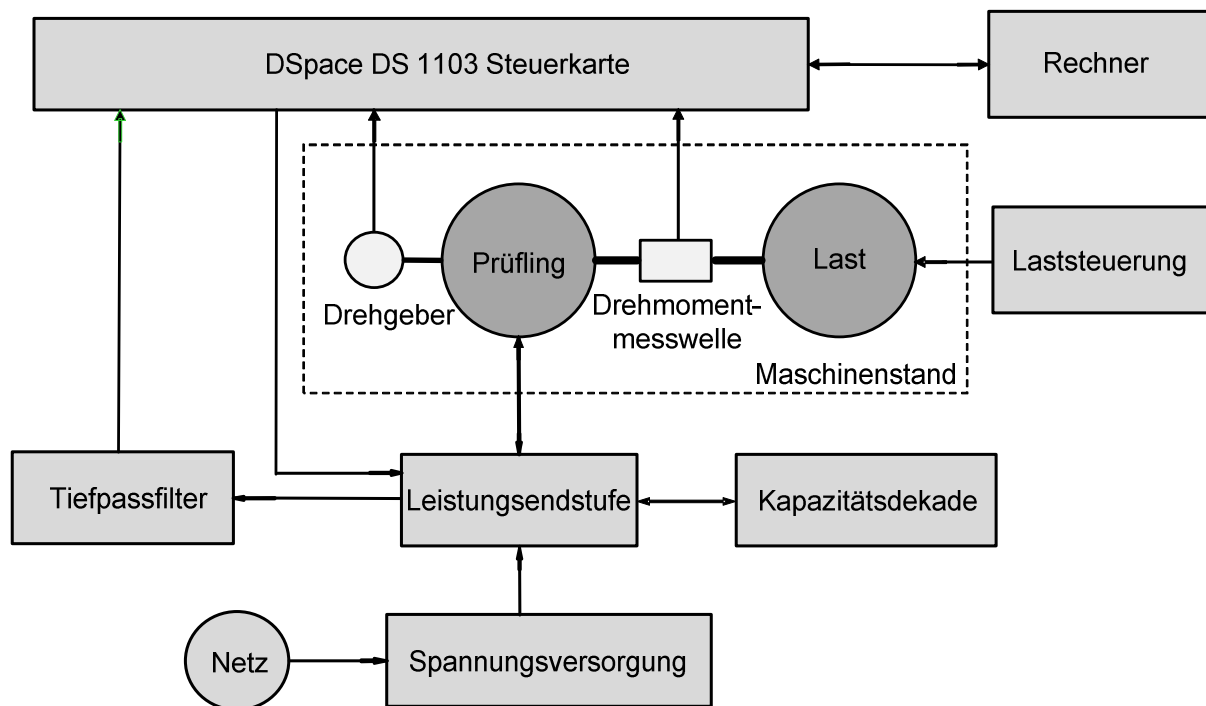 DSpace DS 1103 Steuerkarte
Rechner
Prüfling
Last
Laststeuerung
Drehgeber
Drehmoment-
messwelle
Maschinenstand
Tiefpassfilter
Leistungsendstufe
Kapazitätsdekade
Netz
Spannungsversorgung